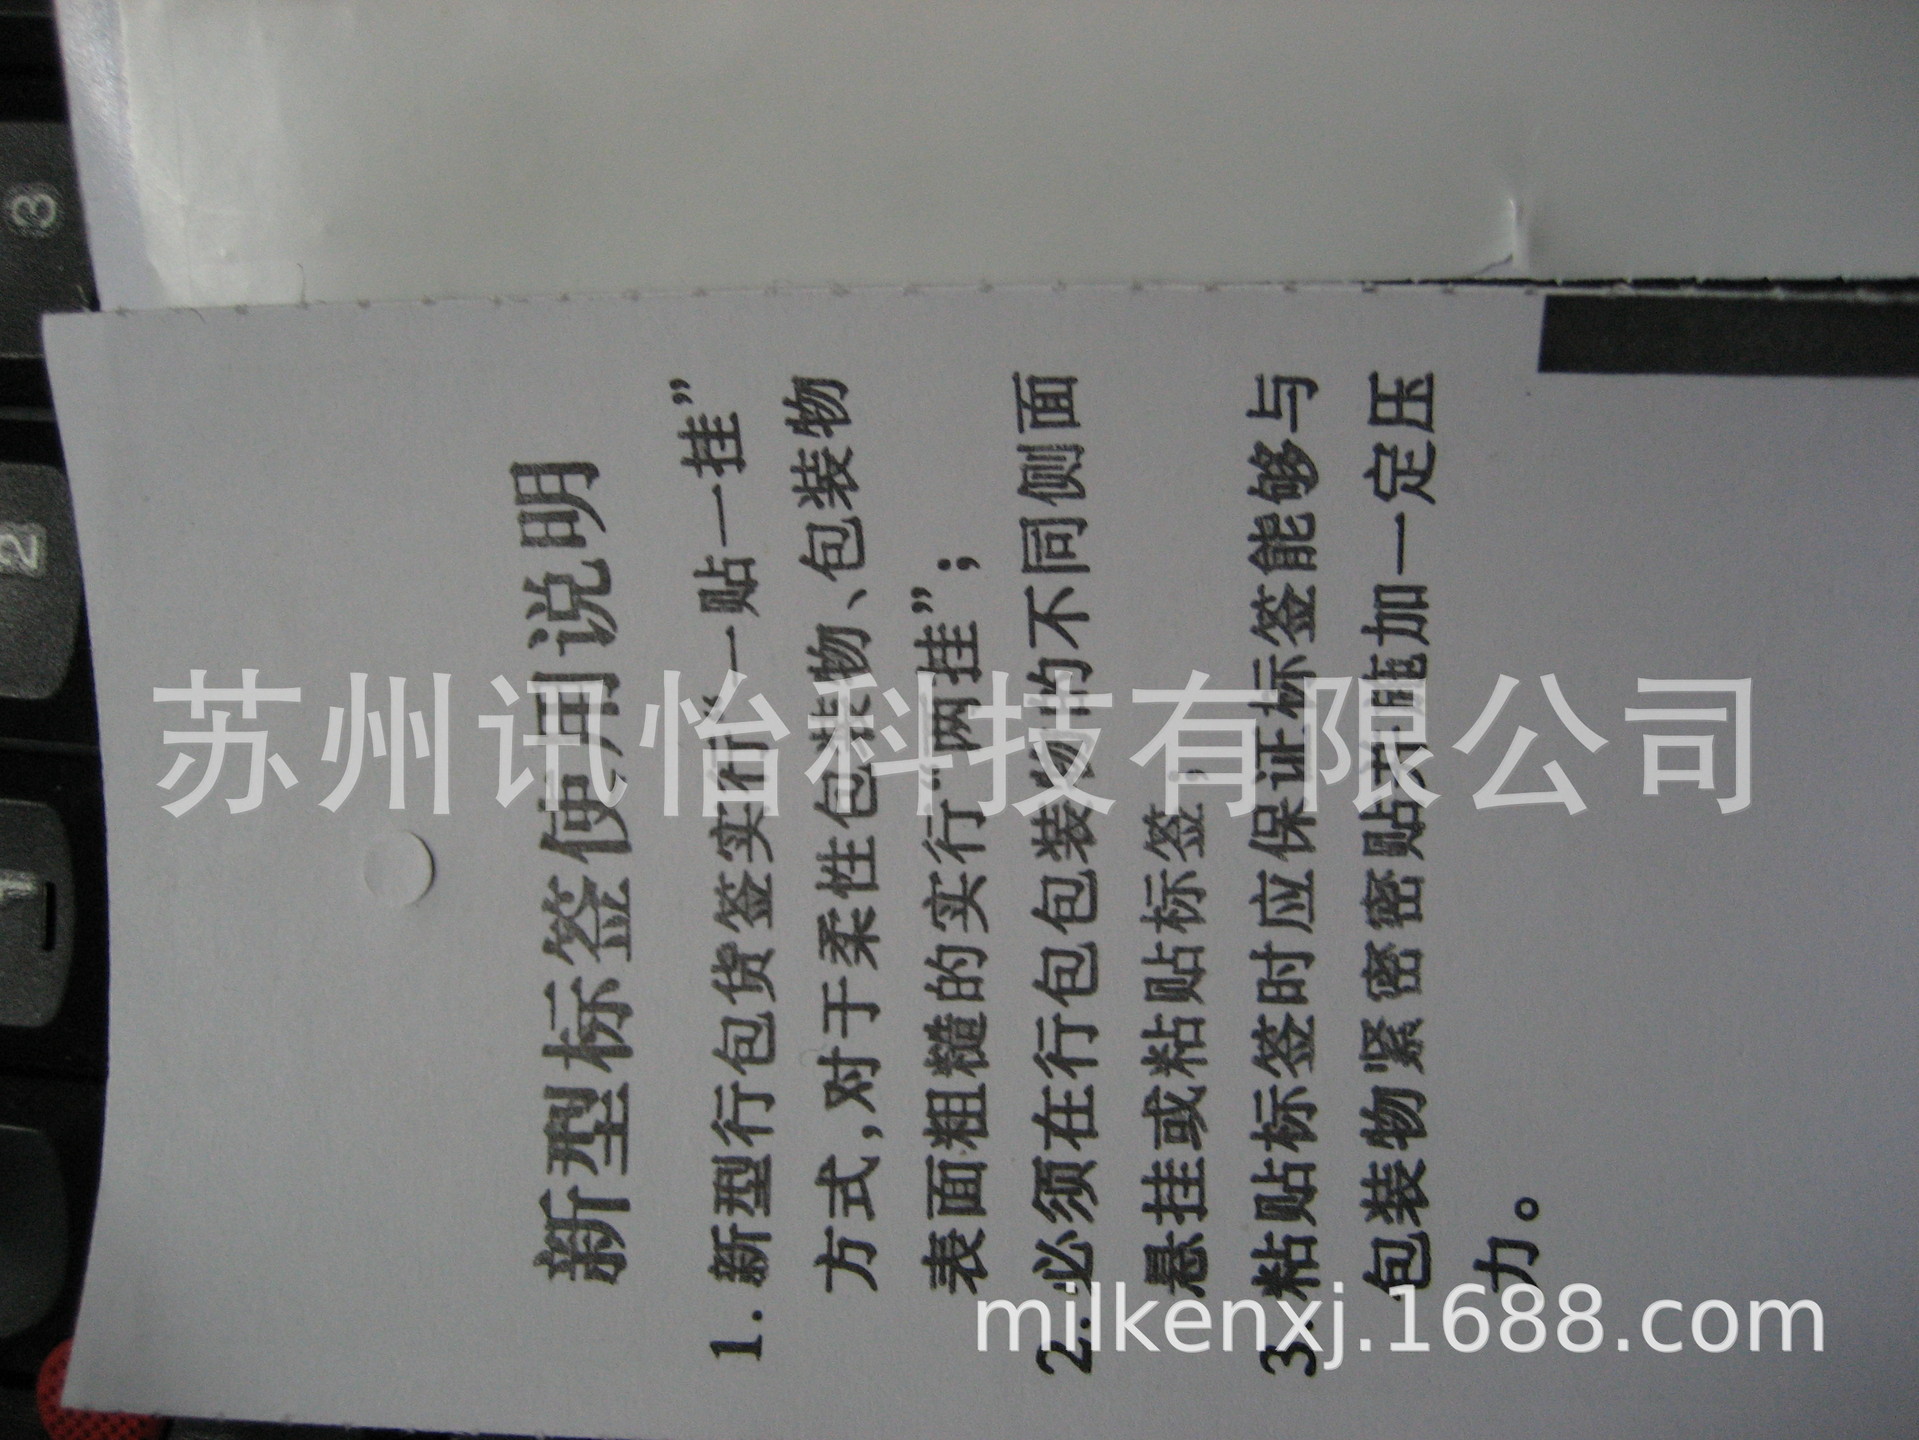 新型标签使用说明
1.新型行包货签实行“一贴一挂”
方式,对于柔性包装物、包装物
表面粗糙的实行“两挂”;
2.必须在行包包装物的不同侧面
悬挂或粘贴标签;
3.粘贴标签时应保证标签能够与
包装物紧密密贴并施加一定压
力。
苏州讯怡科技有限公司
milkenxj.1688.com
1
2
3